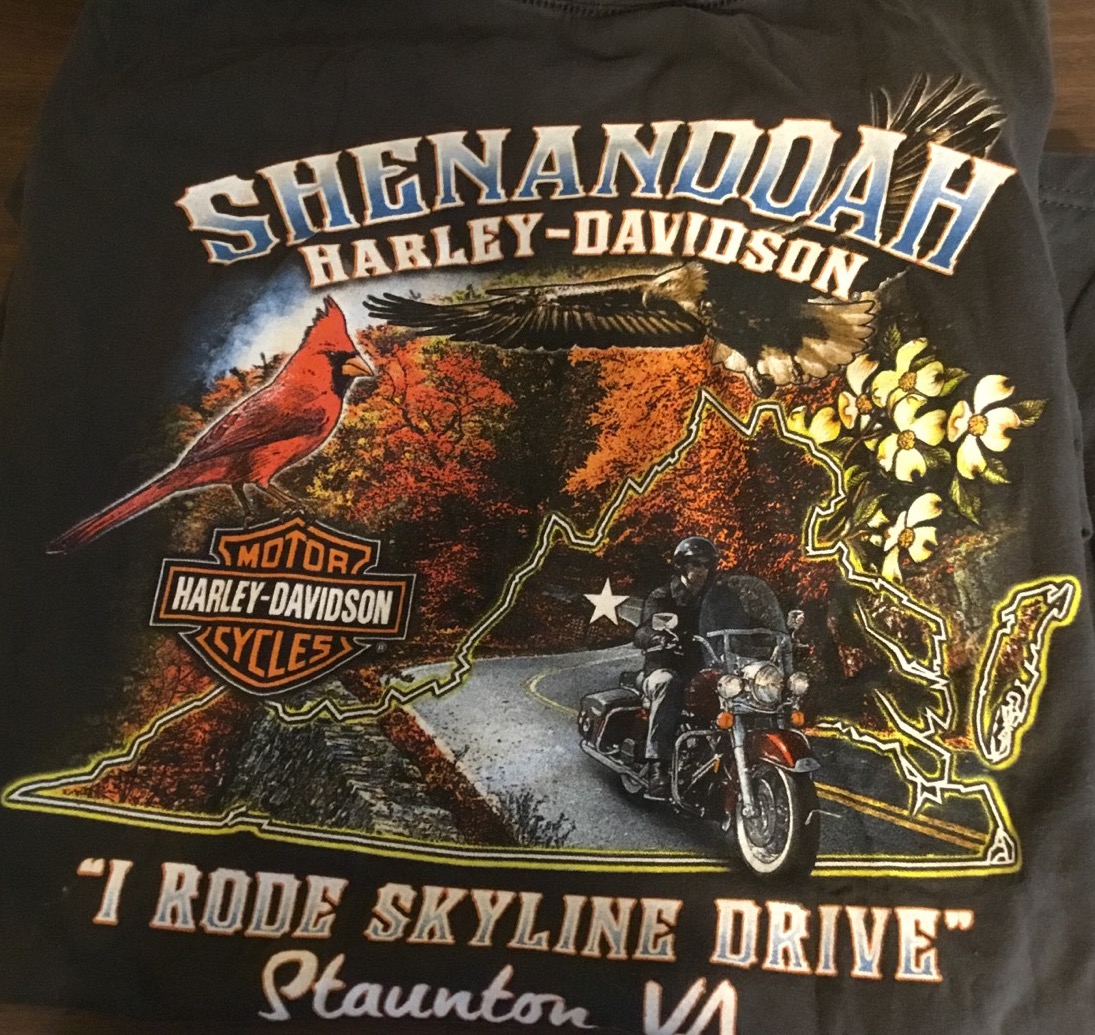 SHENANDOAH
HARLEY-DAVIDSON
MOTOR
HARLEY-DAVIDSON
CYCLES
®
"I RODE SKYLINE DRIVE"
Staunton VA